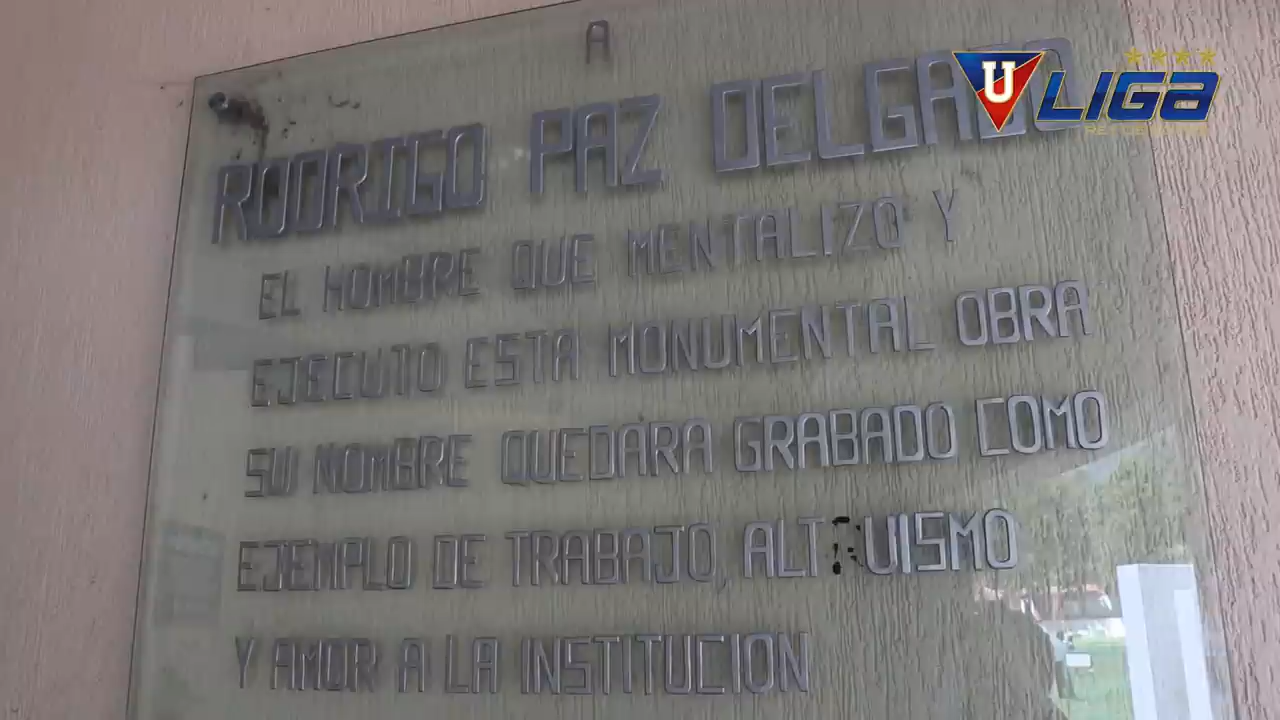 A
RODRIGO PAZ DELGADO
EL HOMBRE QUE MENTALIZO Y
EJECUTO ESTA MONUMENTAL OBRA
SU NOMBRE QUEDARA GRABADO COMO
EJEMPLO DE TRABAJO, ALTRUISMO
Y AMOR A LA INSTITUCION
U LIGA